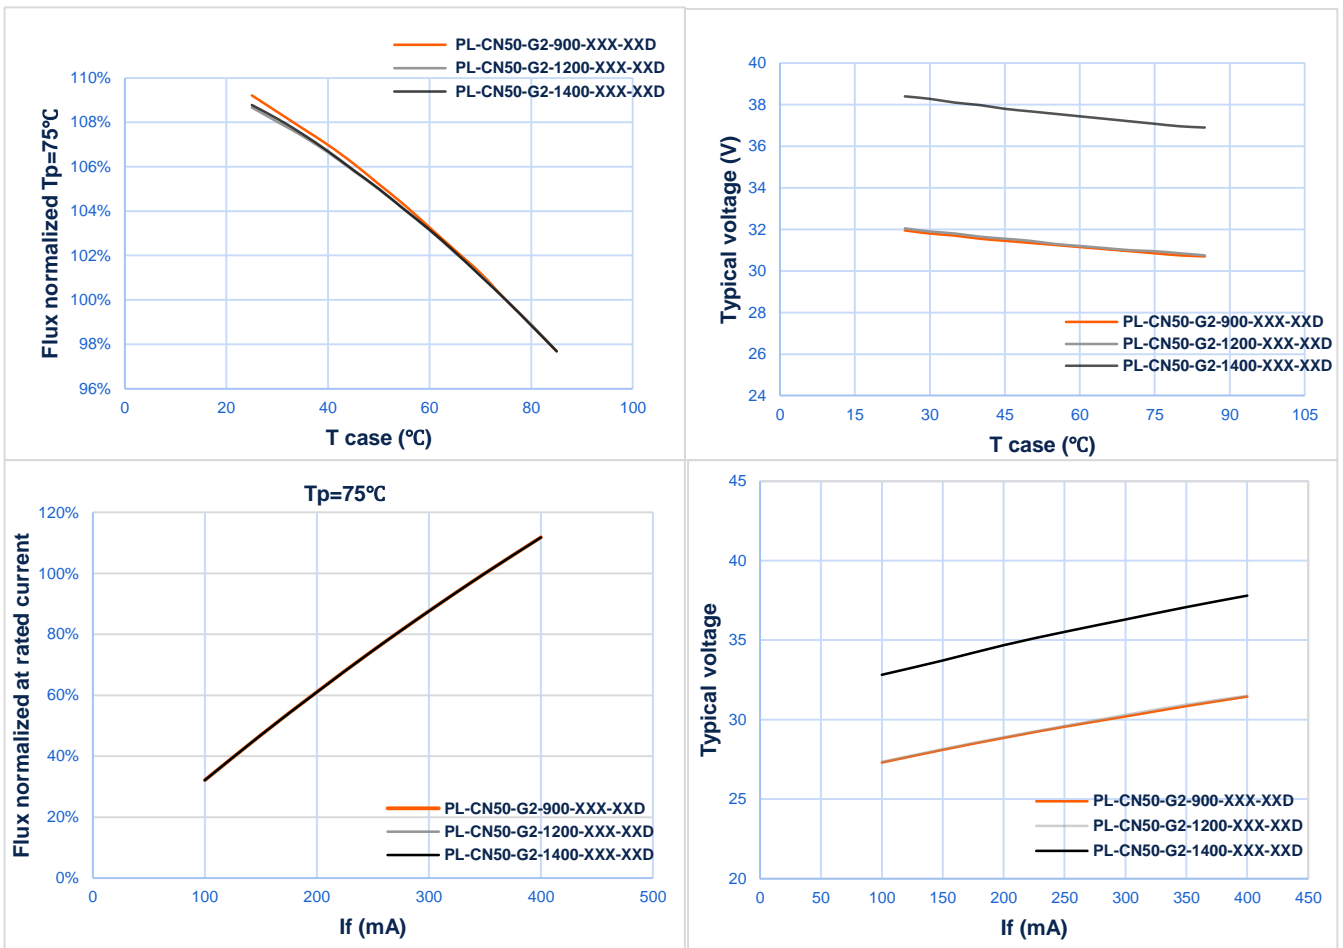 PL-CN50-G2-900-XXX-XXD
PL-CN50-G2-1200-XXX-XXD
PL-CN50-G2-1400-XXX-XXD
110%
108%
106%
104%
102%
100%
98%
96%
0 20 40 60 80 100
Flux normalized Tp=75℃
T case (℃)
40
38
36
34
32
30
28
26
24
0 15 30 45 60 75 90 105
Typical voltage (V)
T case (℃)
PL-CN50-G2-900-XXX-XXD
PL-CN50-G2-1200-XXX-XXD
PL-CN50-G2-1400-XXX-XXD
Tp=75℃
120%
100%
80%
60%
40%
20%
0%
0 100 200 300 400 500
Flux normalized at rated current
If (mA)
PL-CN50-G2-900-XXX-XXD
PL-CN50-G2-1200-XXX-XXD
PL-CN50-G2-1400-XXX-XXD
45
40
35
30
25
20
0 50 100 150 200 250 300 350 400 450
Typical voltage
If (mA)
PL-CN50-G2-900-XXX-XXD
PL-CN50-G2-1200-XXX-XXD
PL-CN50-G2-1400-XXX-XXD